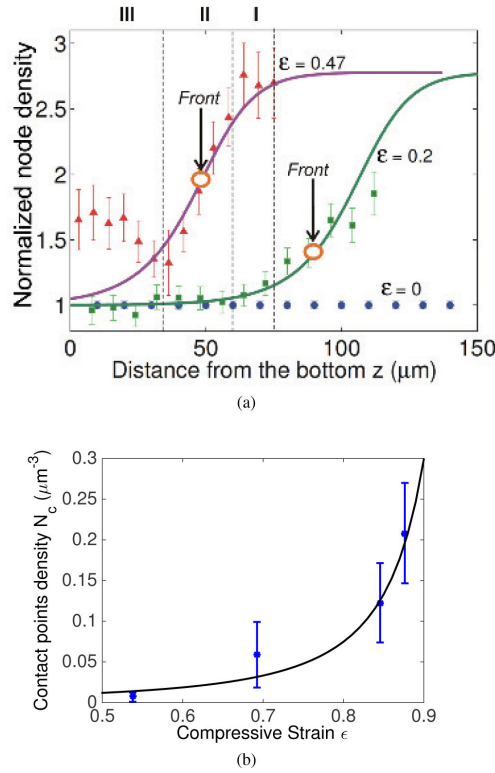 III II I
3
2.5
2
1.5
1
Normalized node density
Front
ε = 0.47
Front
ε = 0.2
ε = 0
0 50 100 150
Distance from the bottom z (μm)
(a)
0.3
0.25
0.2
0.15
0.1
0.05
0
Contact points density Nc (μm-3)
0.5 0.6 0.7 0.8 0.9
Compressive Strain ϵ
(b)